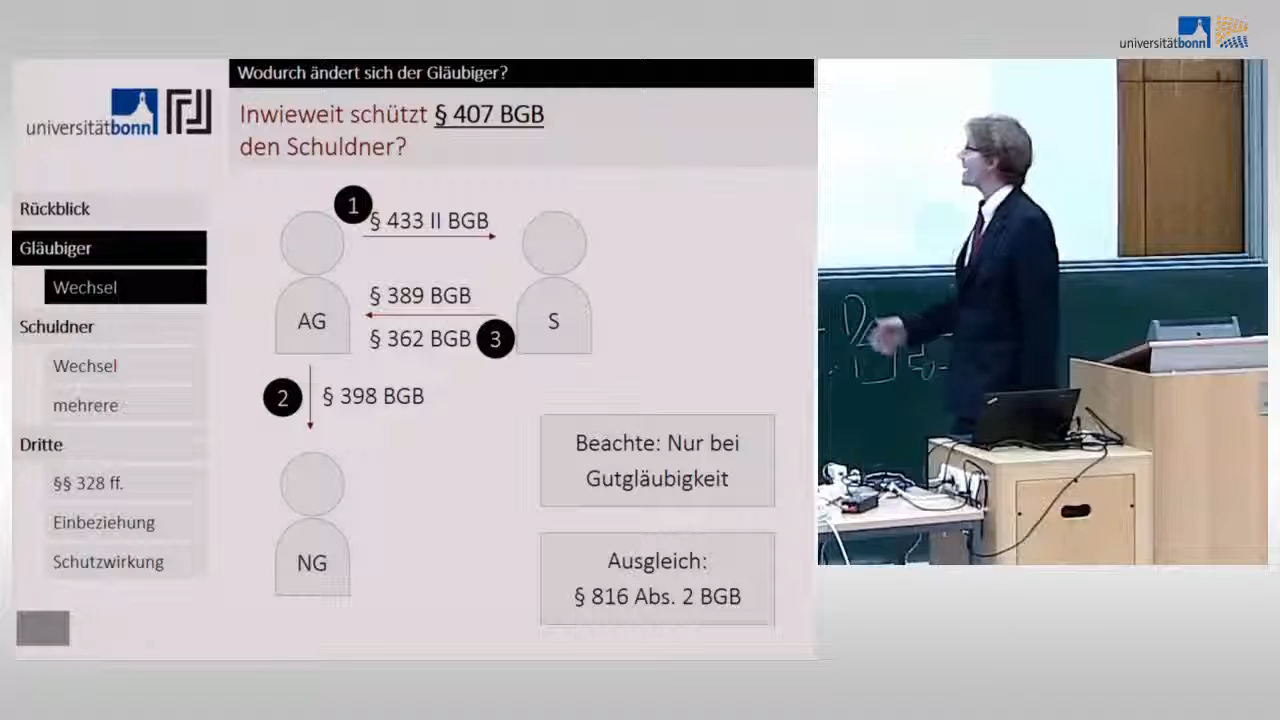 universitätbonn
universitätbonn
Rückblick
Gläubiger
Wechsel
Schuldner
Wechsel
mehrere
Dritte
§§ 328 ff.
Einbeziehung
Schutzwirkung
Wodurch ändert sich der Gläubiger?
Inwieweit schützt § 407 BGB
den Schuldner?
1
§ 433 II BGB
AG
§ 389 BGB
§ 362 BGB
3
S
2
§ 398 BGB
NG
Beachte: Nur bei
Gutgläubigkeit
Ausgleich:
§ 816 Abs. 2 BGB